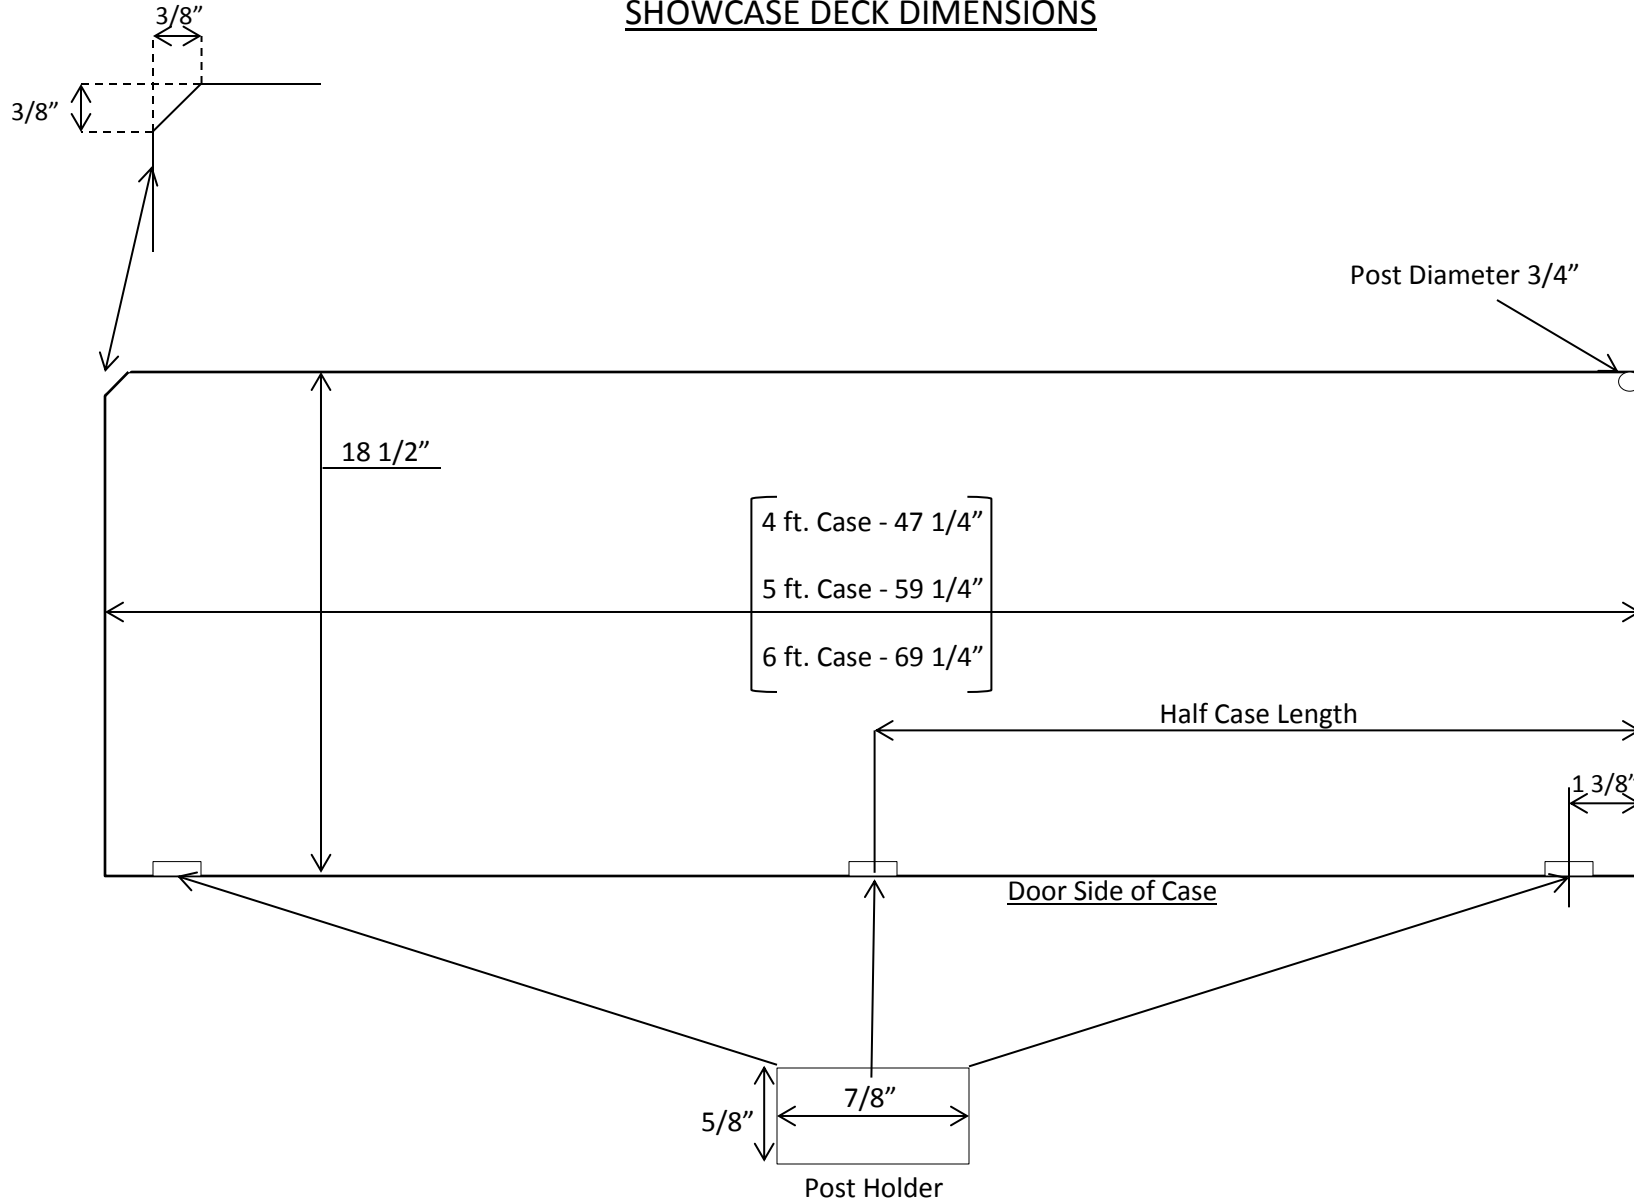 SHOWCASE DECK DIMENSIONS
3/8”
3/8”
Post Diameter 3/4”
18 1/2”
4 ft. Case - 47 1/4”
5 ft. Case - 59 1/4”
6 ft. Case - 69 1/4”
Half Case Length
1 3/8”
Door Side of Case
7/8”
5/8”
Post Holder